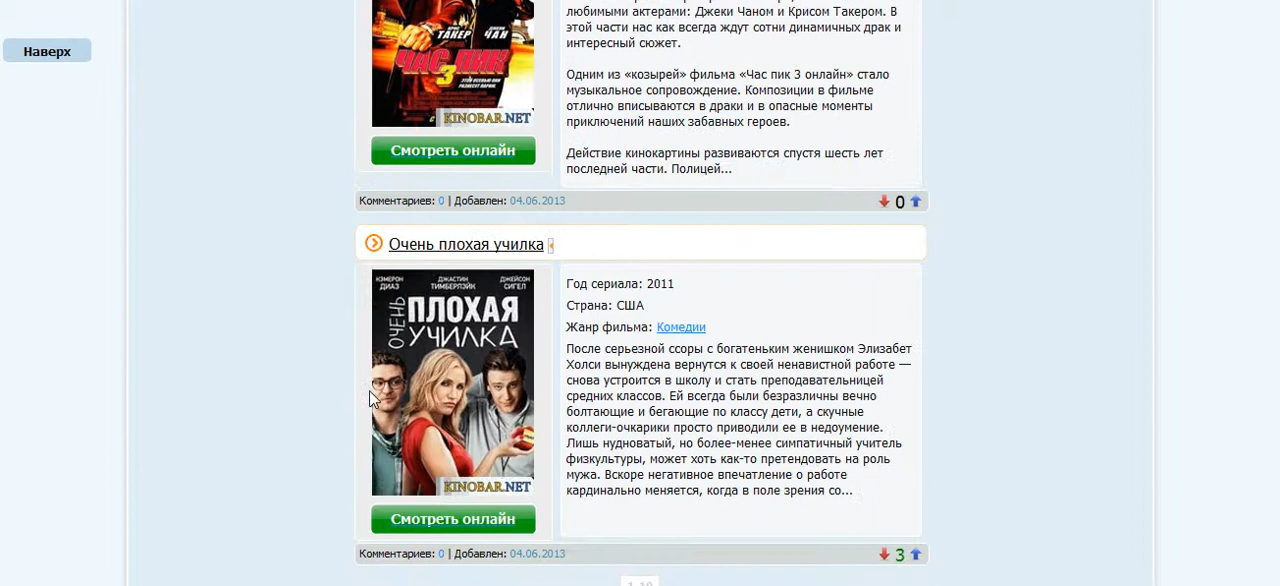 любимыми актерами: Джеки Чаном и Крисом Такером. В
этой части нас как всегда ждут сотни динамичных драк и
интересный сюжет.
Наверх
ТАКЕР ЧАН
ЧАС ПИК 3
KINOBAR.NET
Одним из «козырей» фильма «Час пик 3 онлайн» стало
музыкальное сопровождение. Композиции в фильме
отлично вписываются в драки и в опасные моменты
приключений наших забавных героев.
Действие кинокартины развиваются спустя шесть лет
последней части. Полицей...
Смотреть онлайн
Комментариев: 0 | Добавлен: 04.06.2013
0
Очень плохая училка
КЭМЕРОН ДИАЗ
ДЖАСТИН ТИМБЕРЛЭЙК
ДЖЕЙСОН СИГЕЛ
ОЧЕНЬ
ПЛОХАЯ
УЧИЛКА
KINOBAR.NET
Год сериала: 2011
Страна: США
Жанр фильма: Комедии
После серьезной ссоры с богатеньким женишком Элизабет
Холси вынуждена вернутся к своей ненавистной работе —
снова устроится в школу и стать преподавательницей
средних классов. Ей всегда были безразличны вечно
болтающие и бегающие по классу дети, а скучные
коллеги-очкарики просто приводили ее в недоумение.
Лишь нудноватый, но более-менее симпатичный учитель
физкультуры, может хоть как-то претендовать на роль
мужа. Вскоре негативное впечатление о работе
кардинально меняется, когда в поле зрения со...
Смотреть онлайн
Комментариев: 0 | Добавлен: 04.06.2013
3
1-10